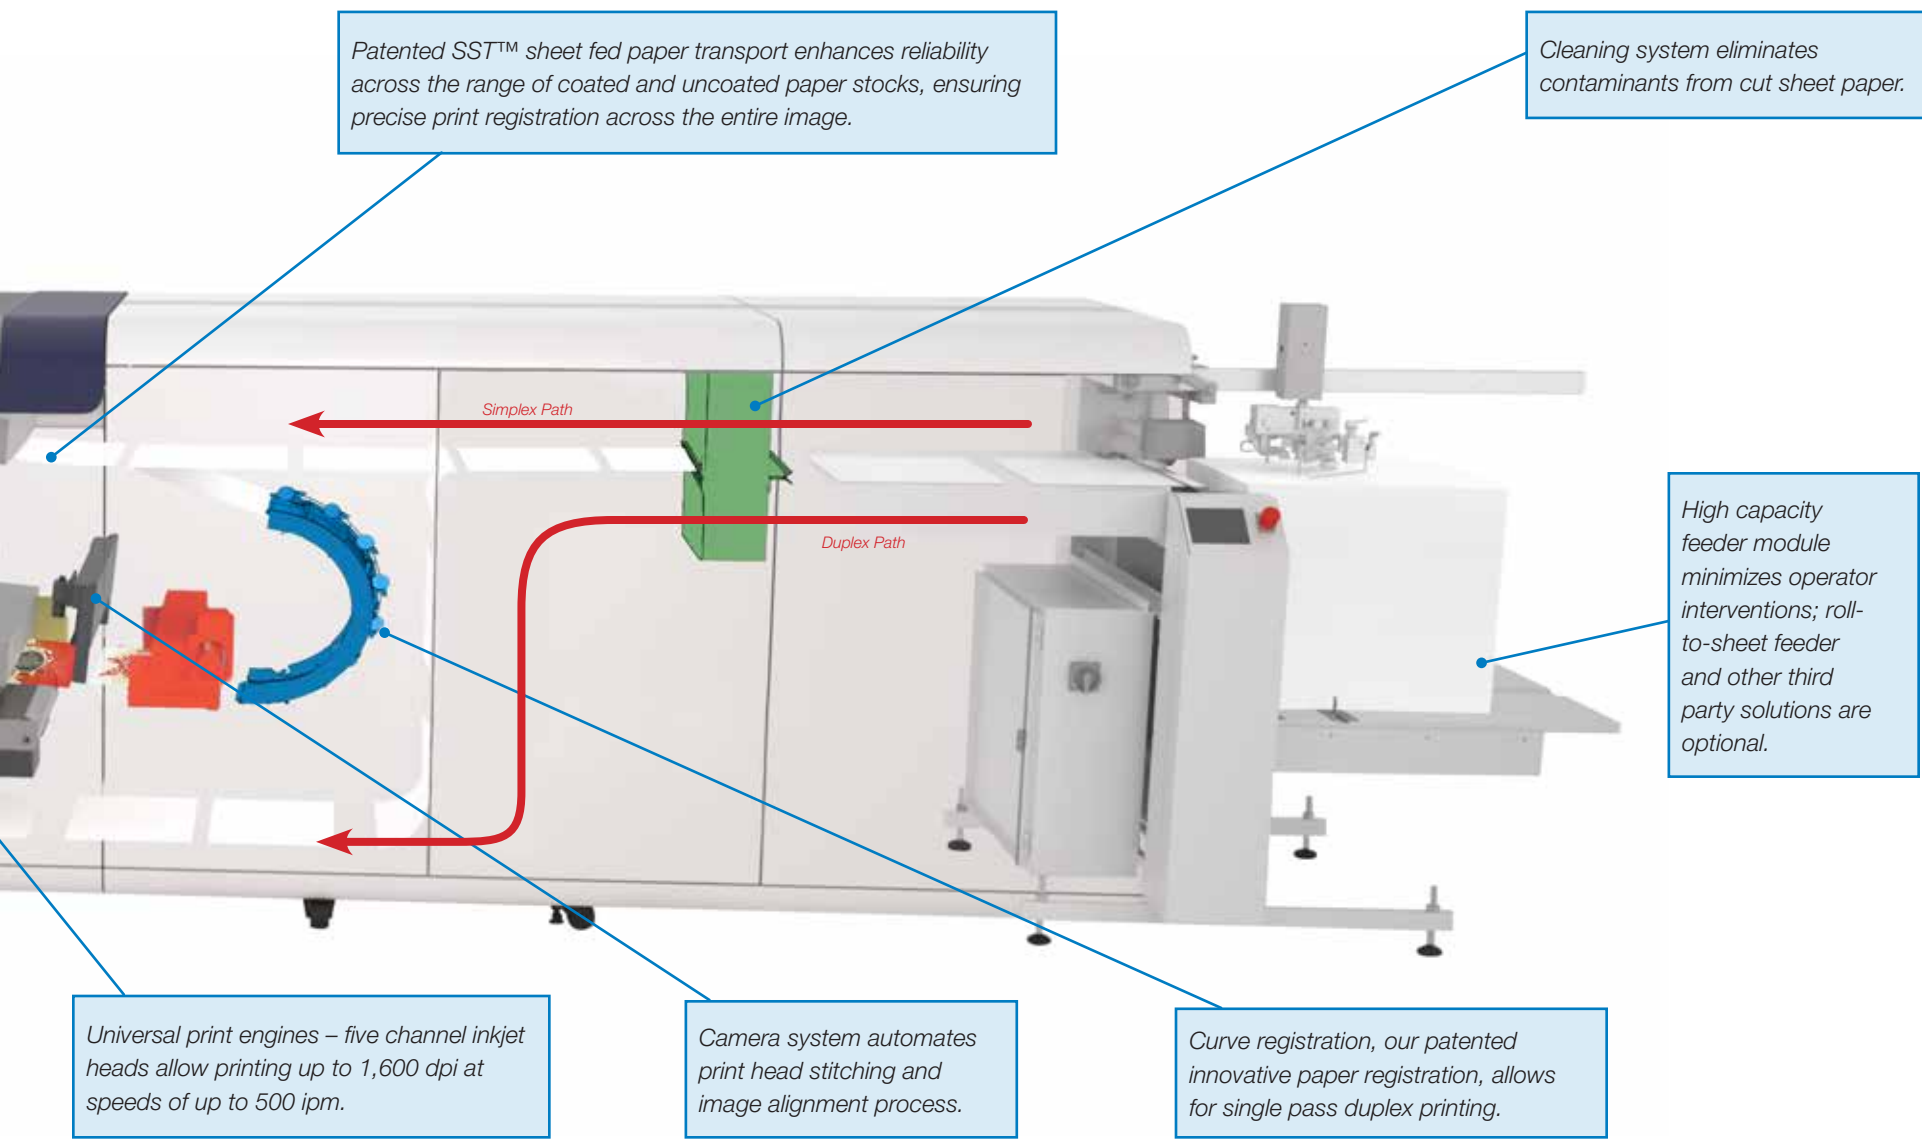 Patented SST™ sheet fed paper transport enhances reliability
across the range of coated and uncoated paper stocks, ensuring
precise print registration across the entire image.
Cleaning system eliminates
contaminants from cut sheet paper.
Simplex Path
Duplex Path
High capacity
feeder module
minimizes operator
interventions; roll-
to-sheet feeder
and other third
party solutions are
optional.
Universal print engines – five channel inkjet
heads allow printing up to 1,600 dpi at
speeds of up to 500 ipm.
Camera system automates
print head stitching and
image alignment process.
Curve registration, our patented
innovative paper registration, allows
for single pass duplex printing.